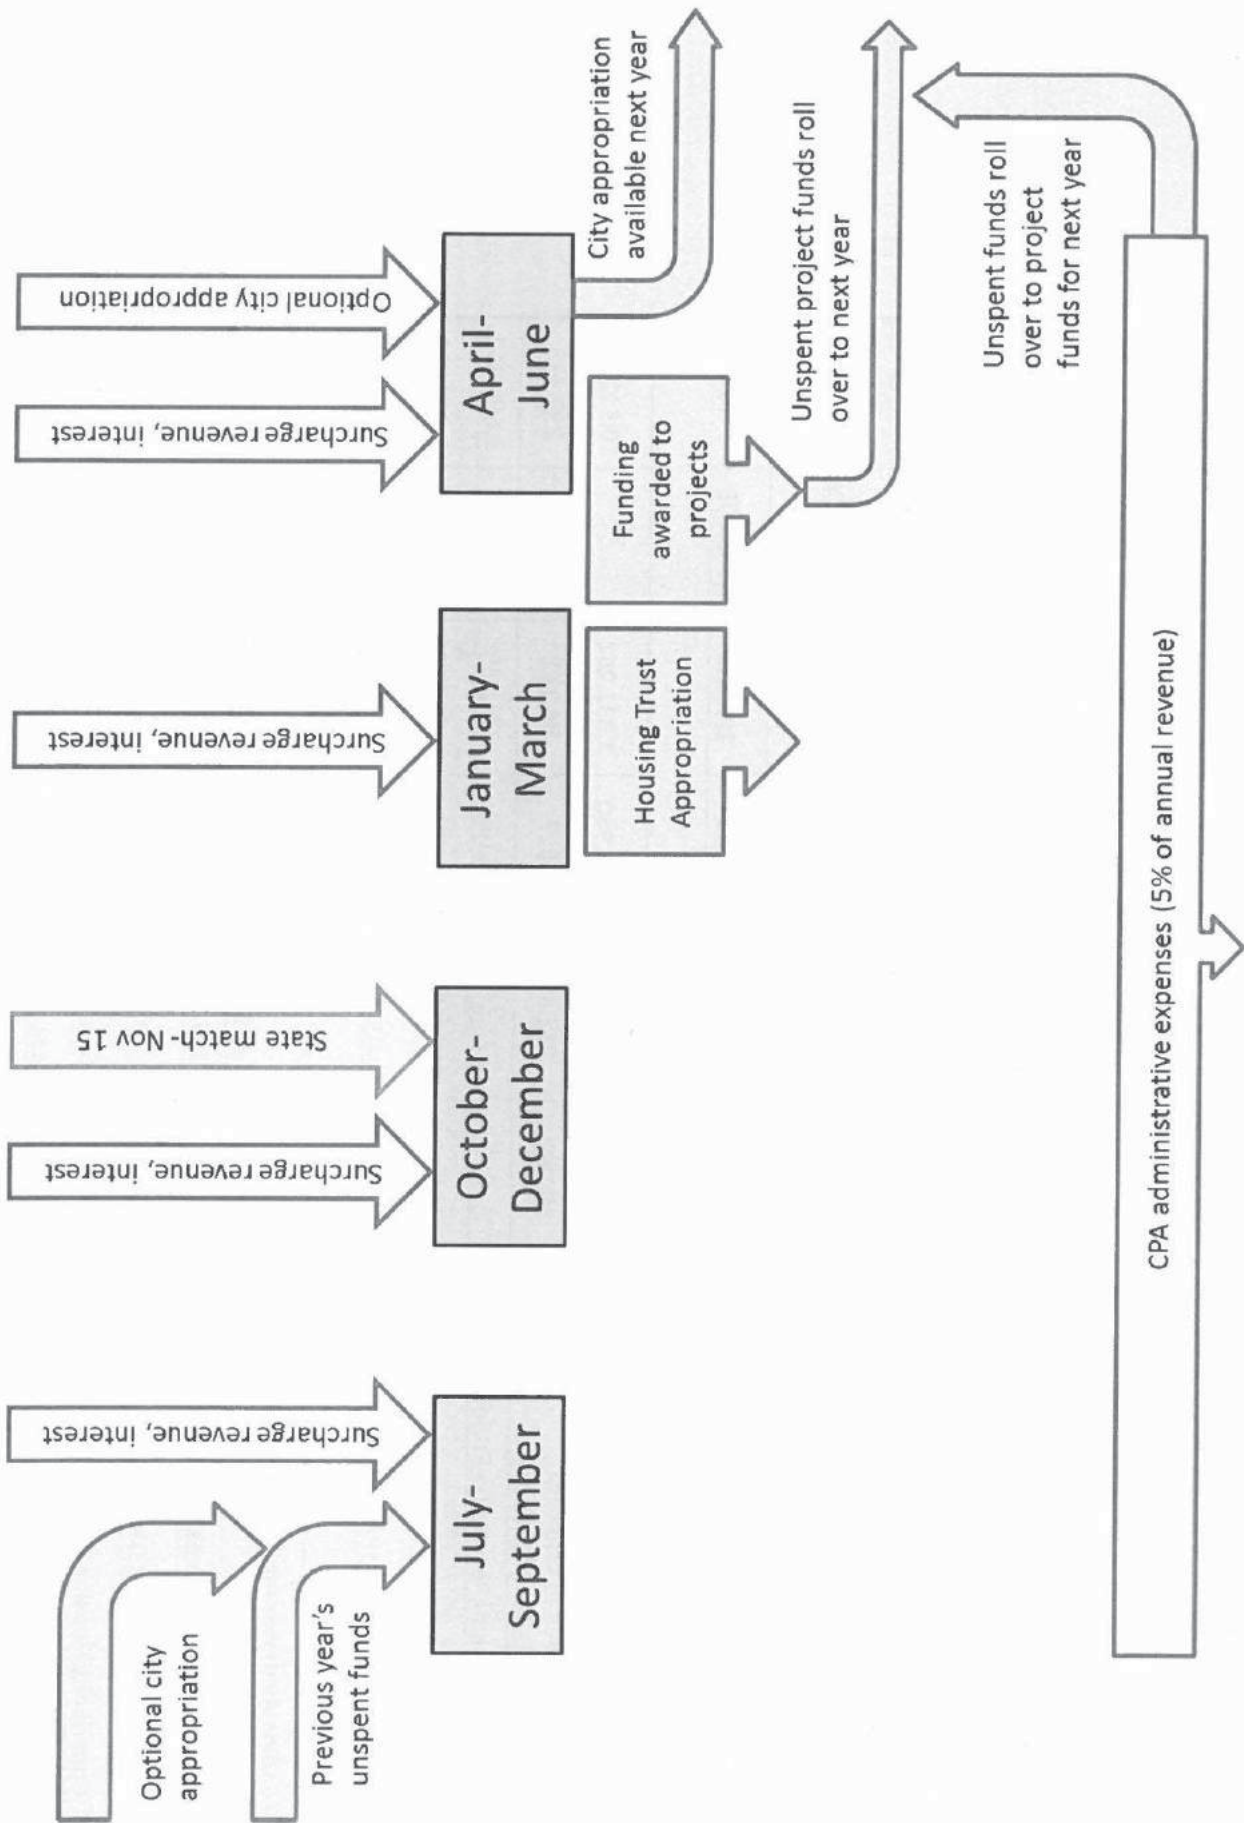 Optional city
appropriation
Previous year's
unspent funds
Surcharge revenue, interest
Surcharge revenue, interest
State match- Nov 15
Surcharge revenue, interest
Surcharge revenue, interest
Optional city appropriation
July-
September
October-
December
January-
March
April-
June
Housing Trust
Appropriation
Funding
awarded to
projects
City appropriation
available next year
Unspent project funds roll
over to next year
Unspent funds roll
over to project
funds for next year
CPA administrative expenses (5% of annual revenue)